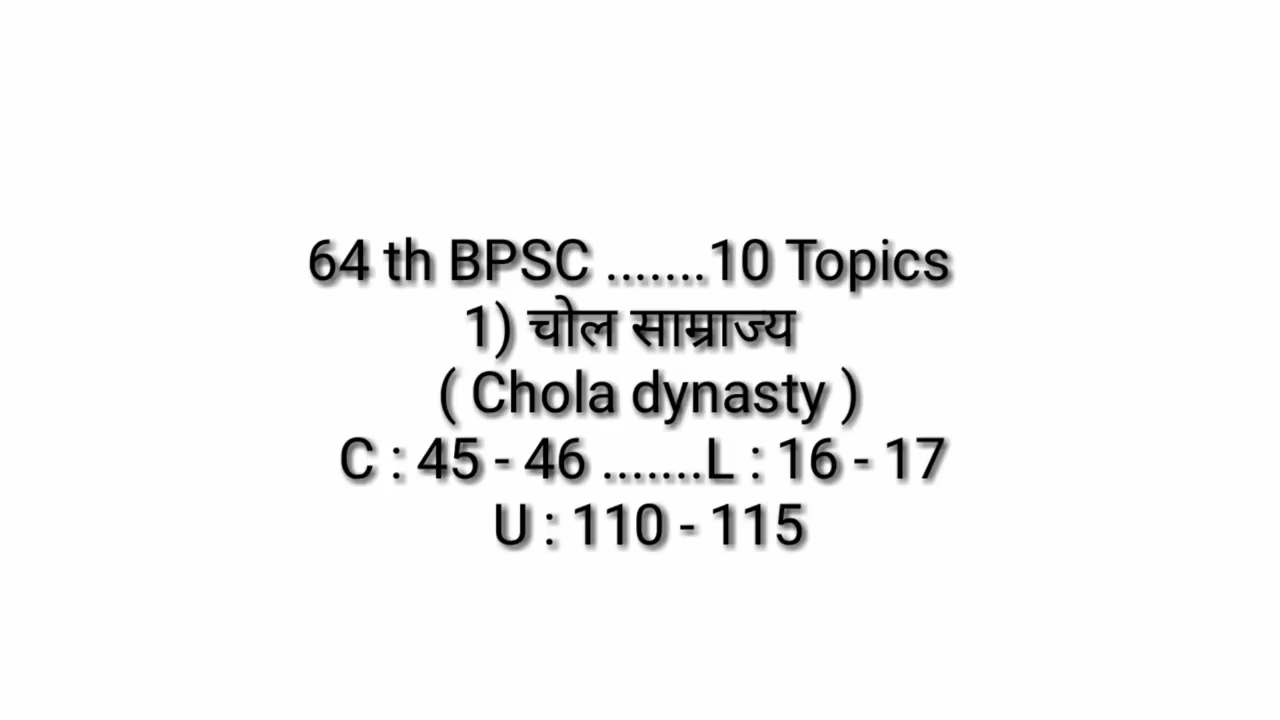 64 th BPSC .......10 Topics
1) चोल साम्राज्य
( Chola dynasty )
C : 45 - 46 .......L : 16 - 17
U : 110 - 115